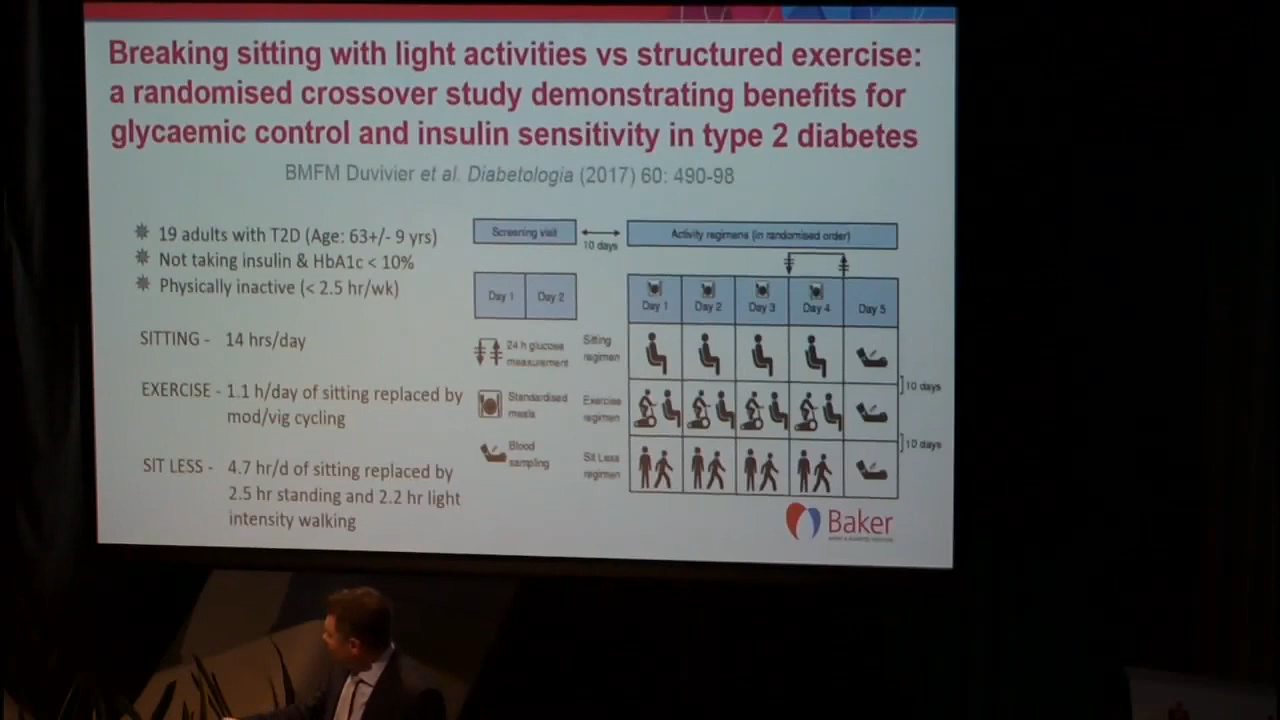 Breaking sitting with light activities vs structured exercise:
a randomised crossover study demonstrating benefits for
glycaemic control and insulin sensitivity in type 2 diabetes
BMFM Duvivier et al. Diabetologia (2017) 60: 490-98
✵ 19 adults with T2D (Age: 63+/- 9 yrs)
✵ Not taking insulin & HbA1c < 10%
✵ Physically inactive (< 2.5 hr/wk)
SITTING - 14 hrs/day
EXERCISE - 1.1 h/day of sitting replaced by
mod/vig cycling
SIT LESS - 4.7 hr/d of sitting replaced by
2.5 hr standing and 2.2 hr light
intensity walking
Screening visit
10 days
Activity regimens (in randomised order)
Day 1 Day 2
Day 1 Day 2 Day 3 Day 4 Day 5
24 h glucose
measurement
Standardised
meals
Blood
sampling
Sitting
regimen
Exercise
regimen
Sit Less
regimen
10 days
10 days
Baker